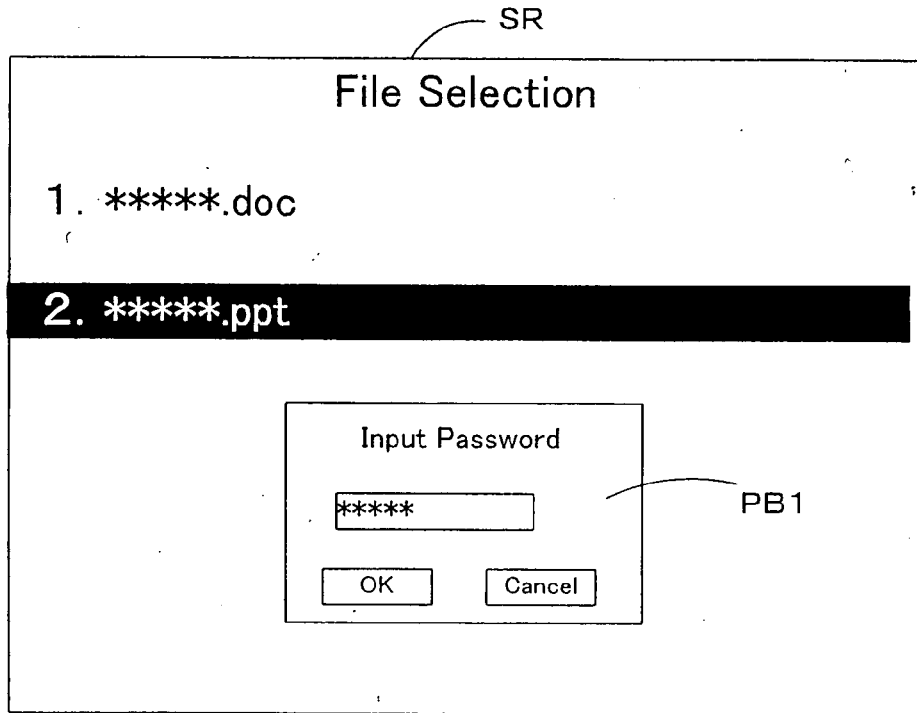 SR
File Selection
1. *****.doc
2. *****.ppt
Input Password
*****
PB1
OK Cancel